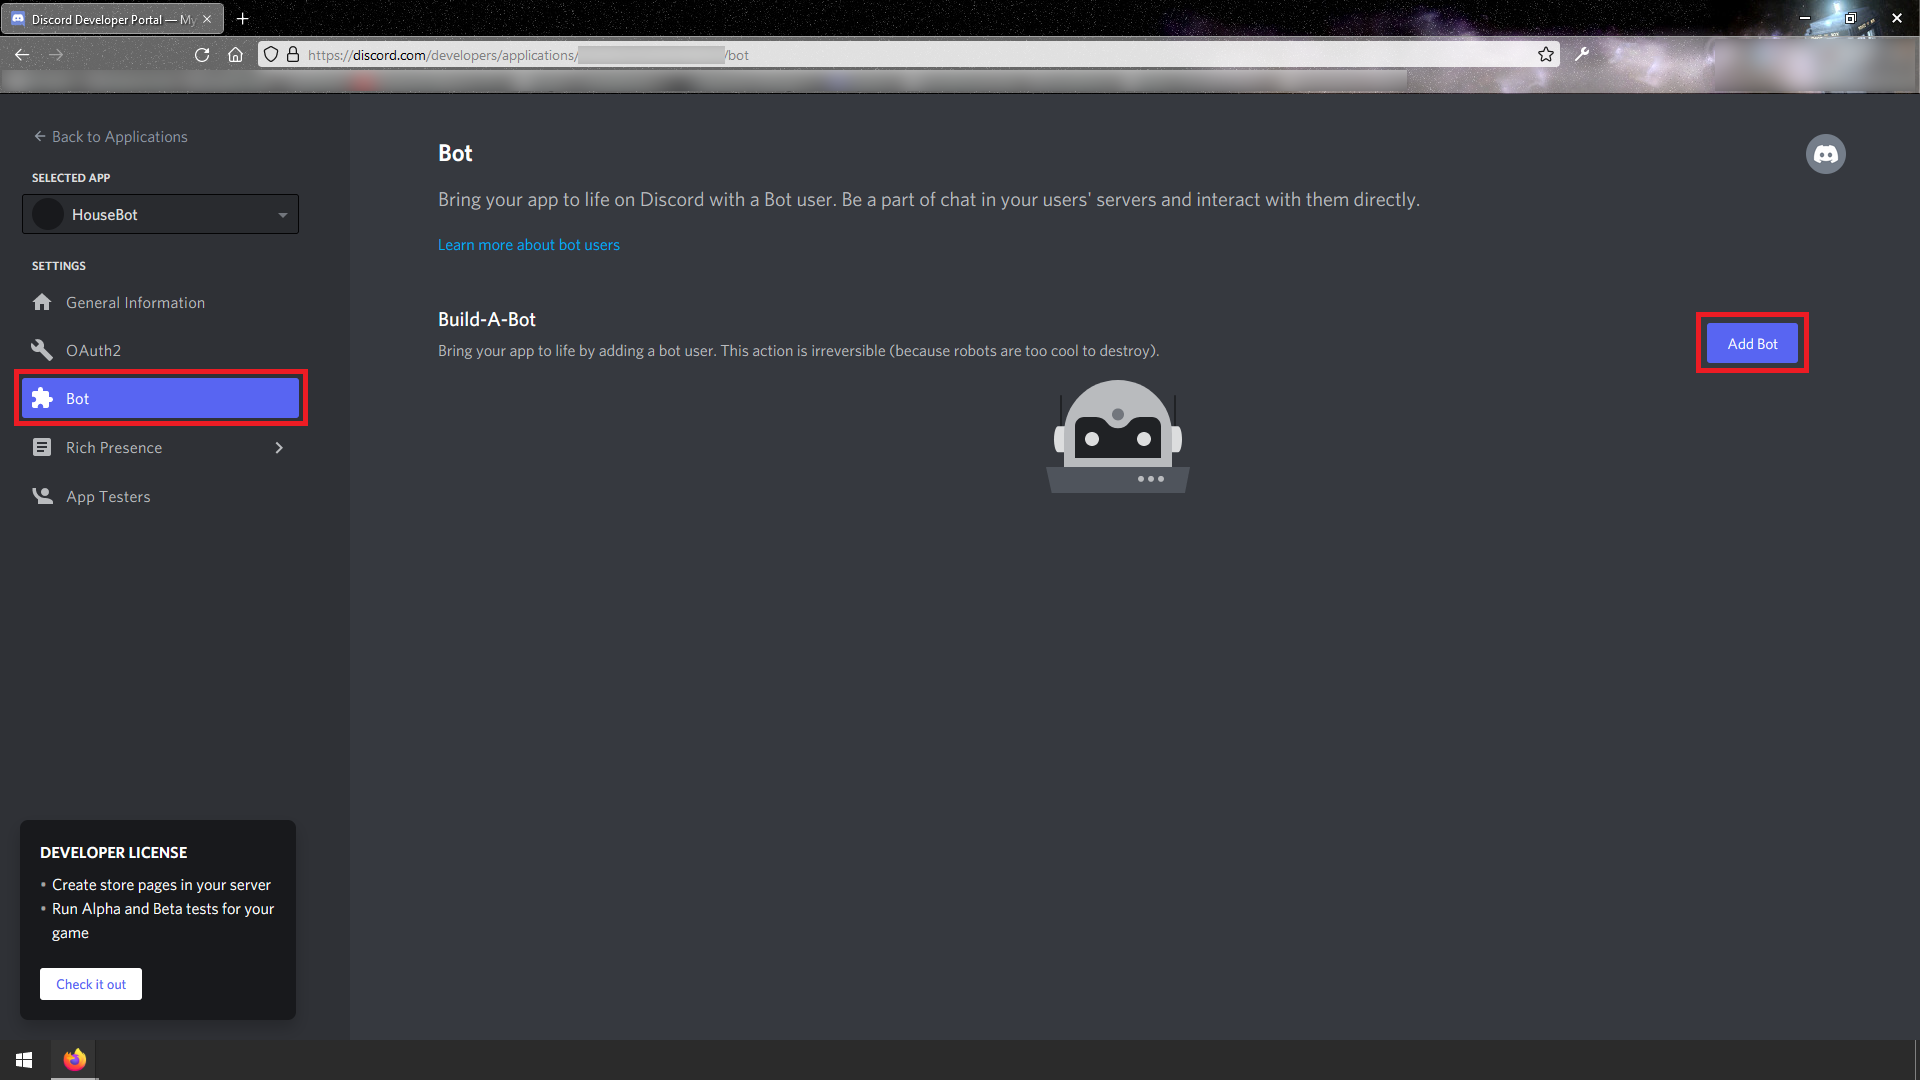 Discord Developer Portal — My
https://discord.com/developers/applications/
/bot
Back to Applications
SELECTED APP
HouseBot
SETTINGS
General Information
OAuth2
Bot
Rich Presence
App Testers
DEVELOPER LICENSE
• Create store pages in your server
• Run Alpha and Beta tests for your
game
Check it out
Bot
Bring your app to life on Discord with a Bot user. Be a part of chat in your users' servers and interact with them directly.
Learn more about bot users
Build-A-Bot
Bring your app to life by adding a bot user. This action is irreversible (because robots are too cool to destroy).
Add Bot